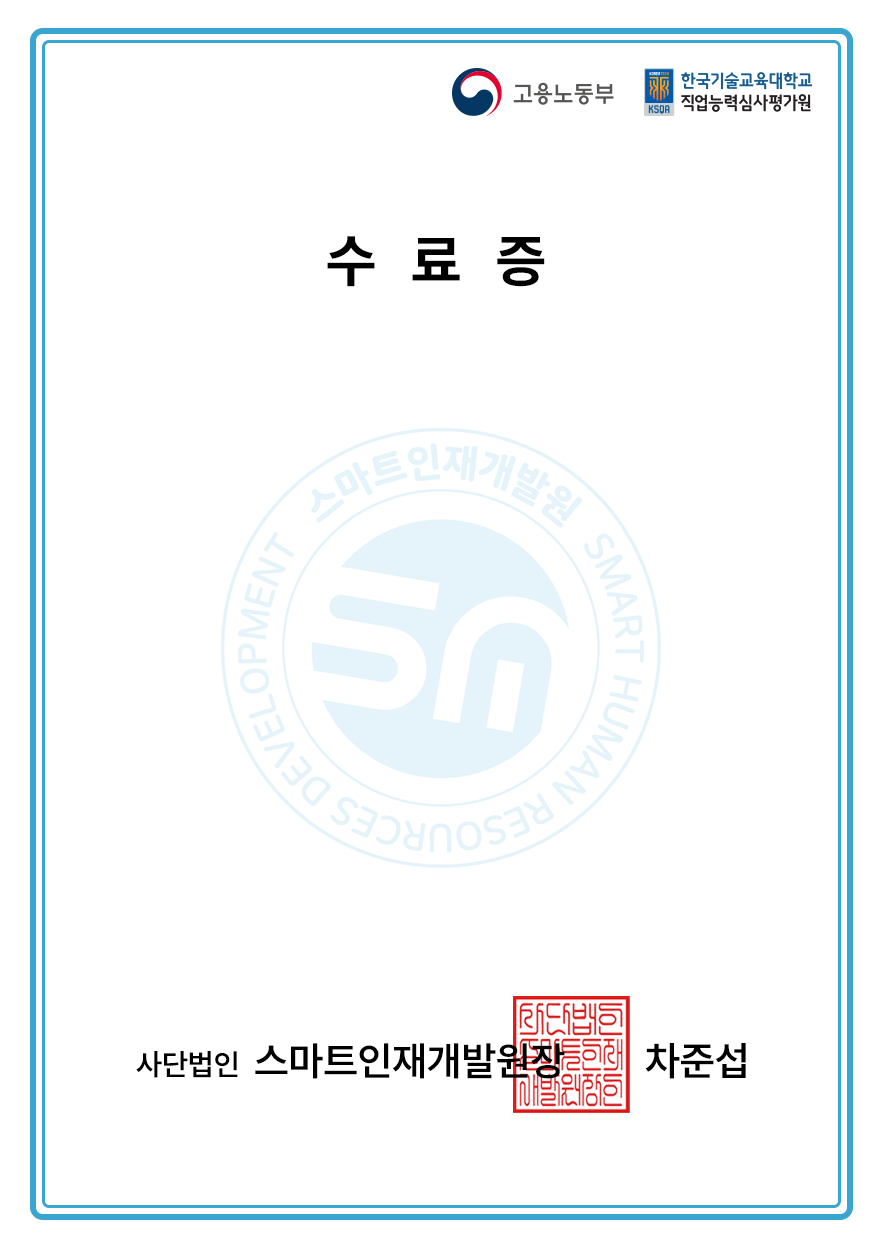 고용노동부
KOREATECH
한국기술교육대학교
직업능력심사평가원
KSQA
수 료 증
스마트인재개발원 SMART HUMAN RESOURCES DEVELOPMENT
사단법인 스마트인재개발원장 차준섭